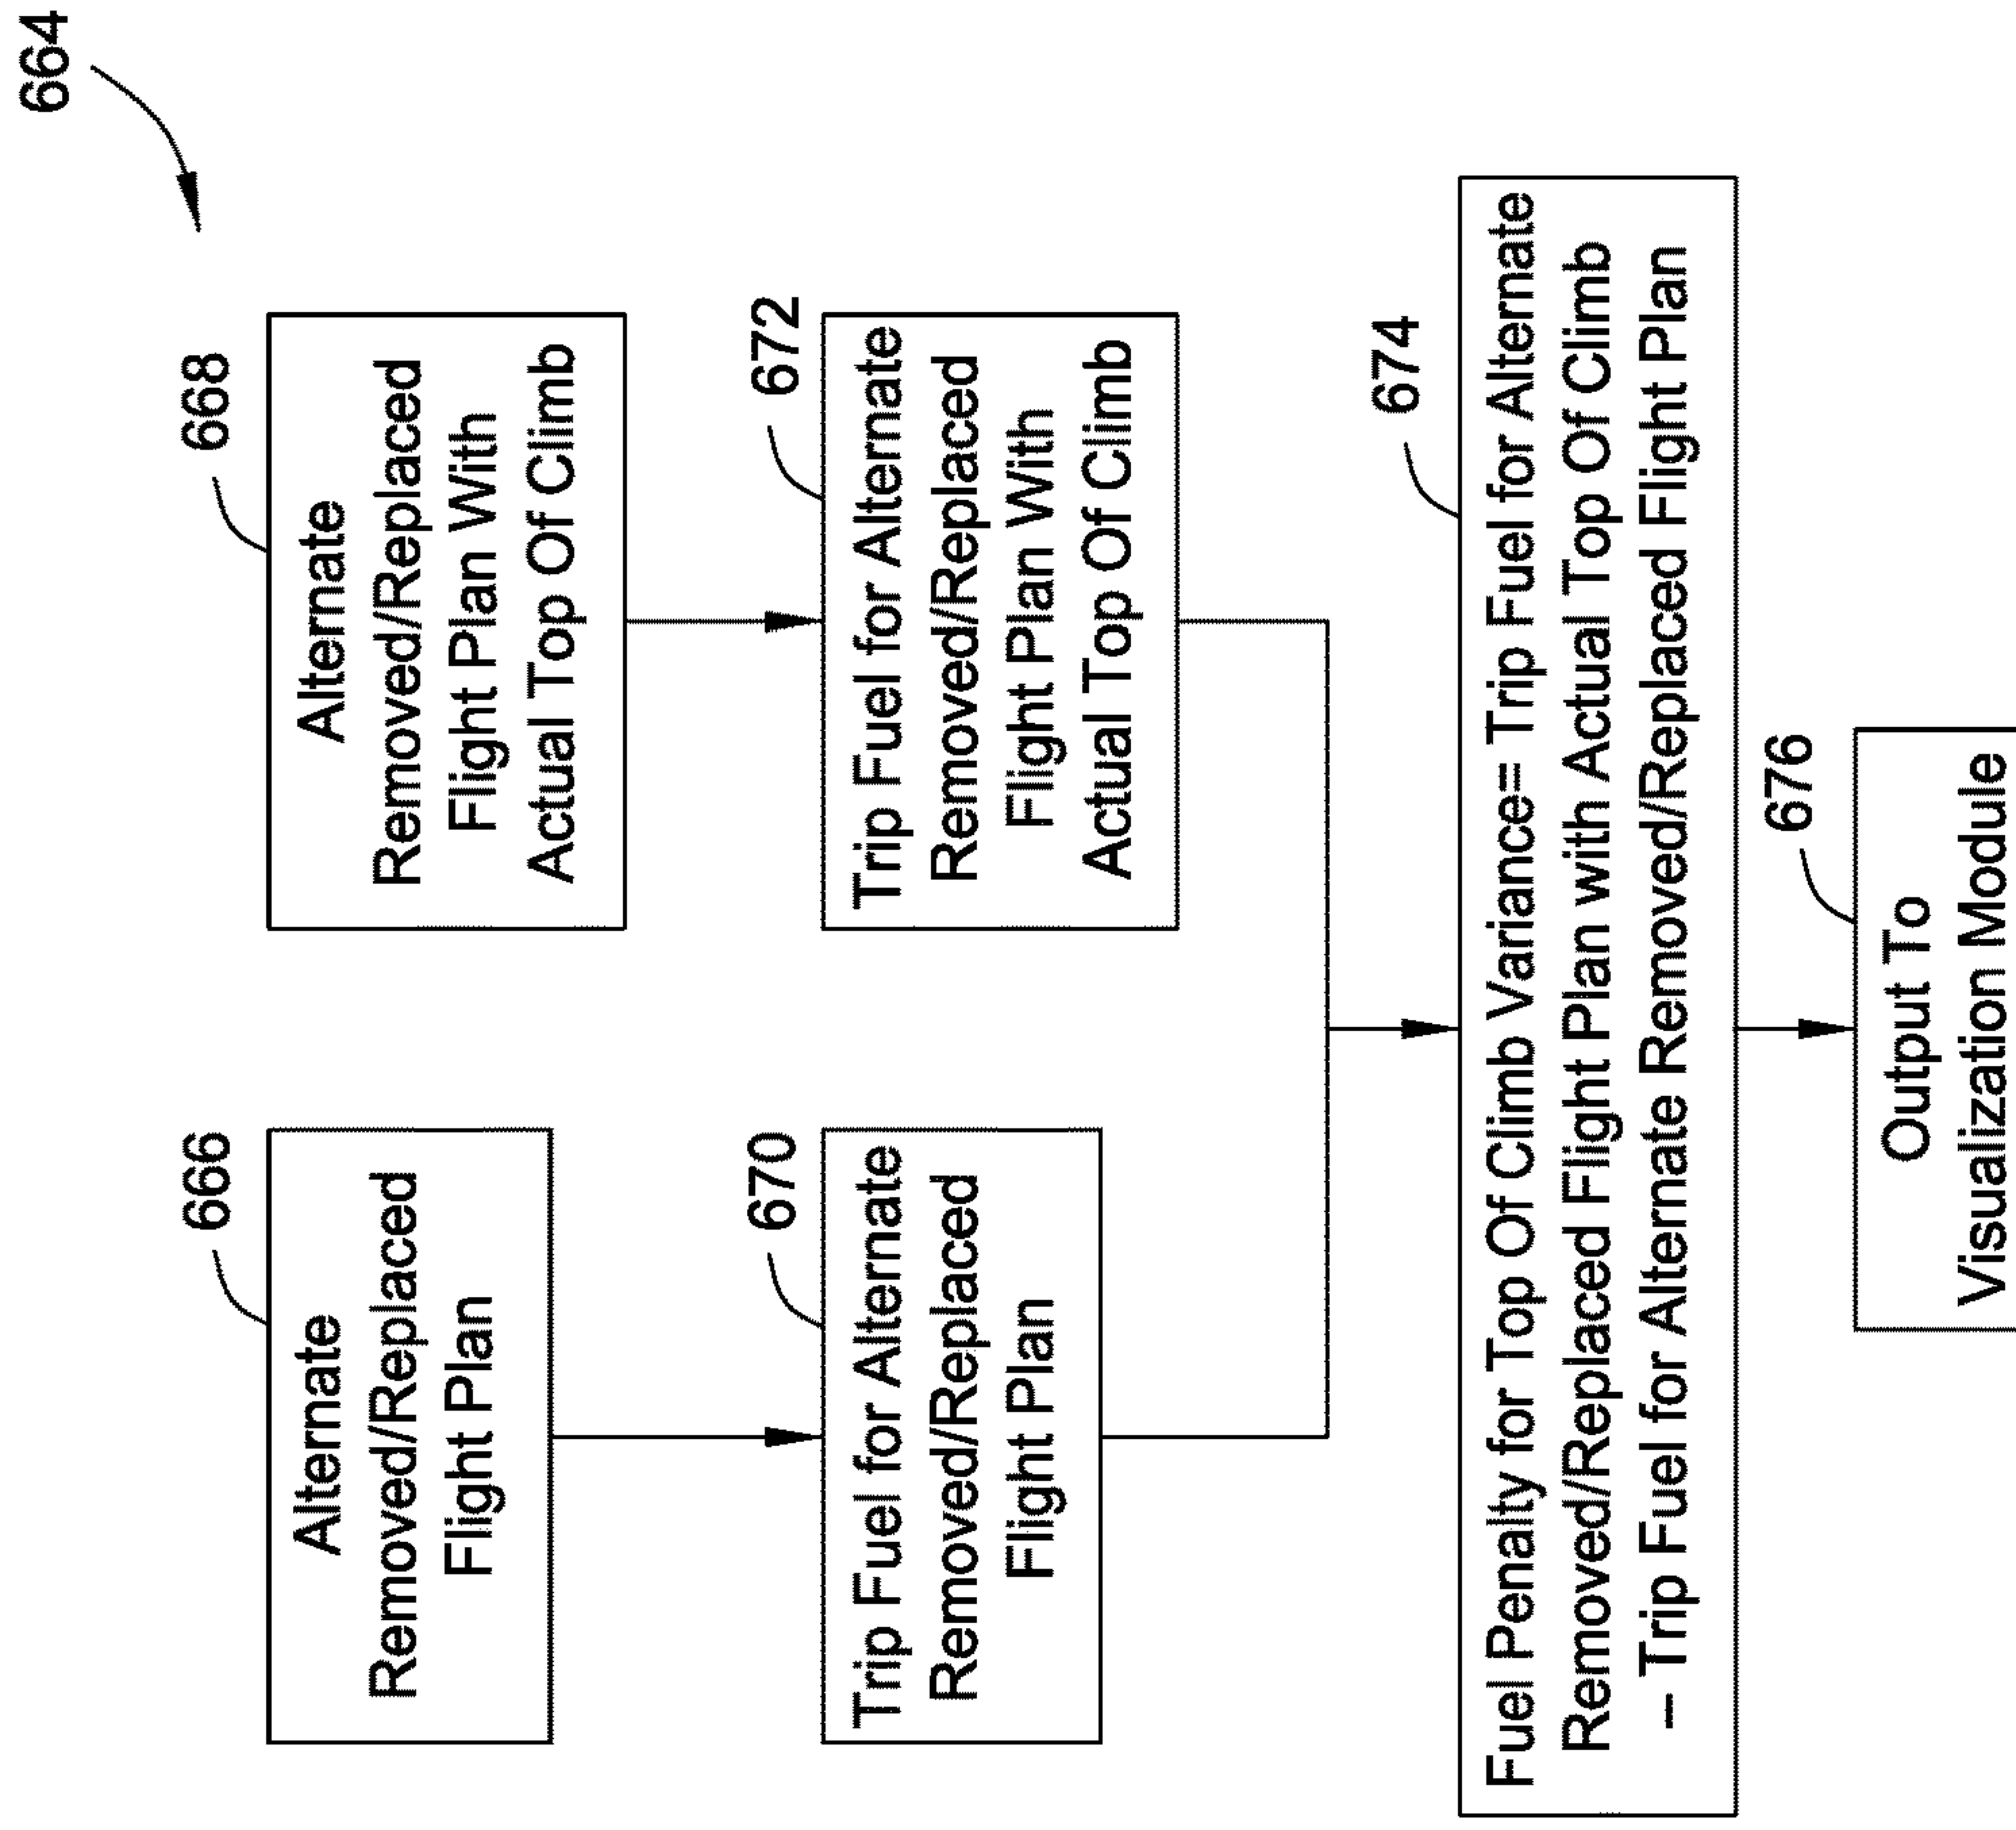 664
666
Alternate
Removed/Replaced
Flight Plan
668
Alternate
Removed/Replaced
Flight Plan With
Actual Top Of Climb
670
Trip Fuel for Alternate
Removed/Replaced
Flight Plan
672
Trip Fuel for Alternate
Removed/Replaced
Flight Plan With
Actual Top Of Climb
674
Fuel Penalty for Top Of Climb Variance= Trip Fuel for Alternate
Removed/Replaced Flight Plan with Actual Top Of Climb
– Trip Fuel for Alternate Removed/Replaced Flight Plan
676
Output To
Visualization Module